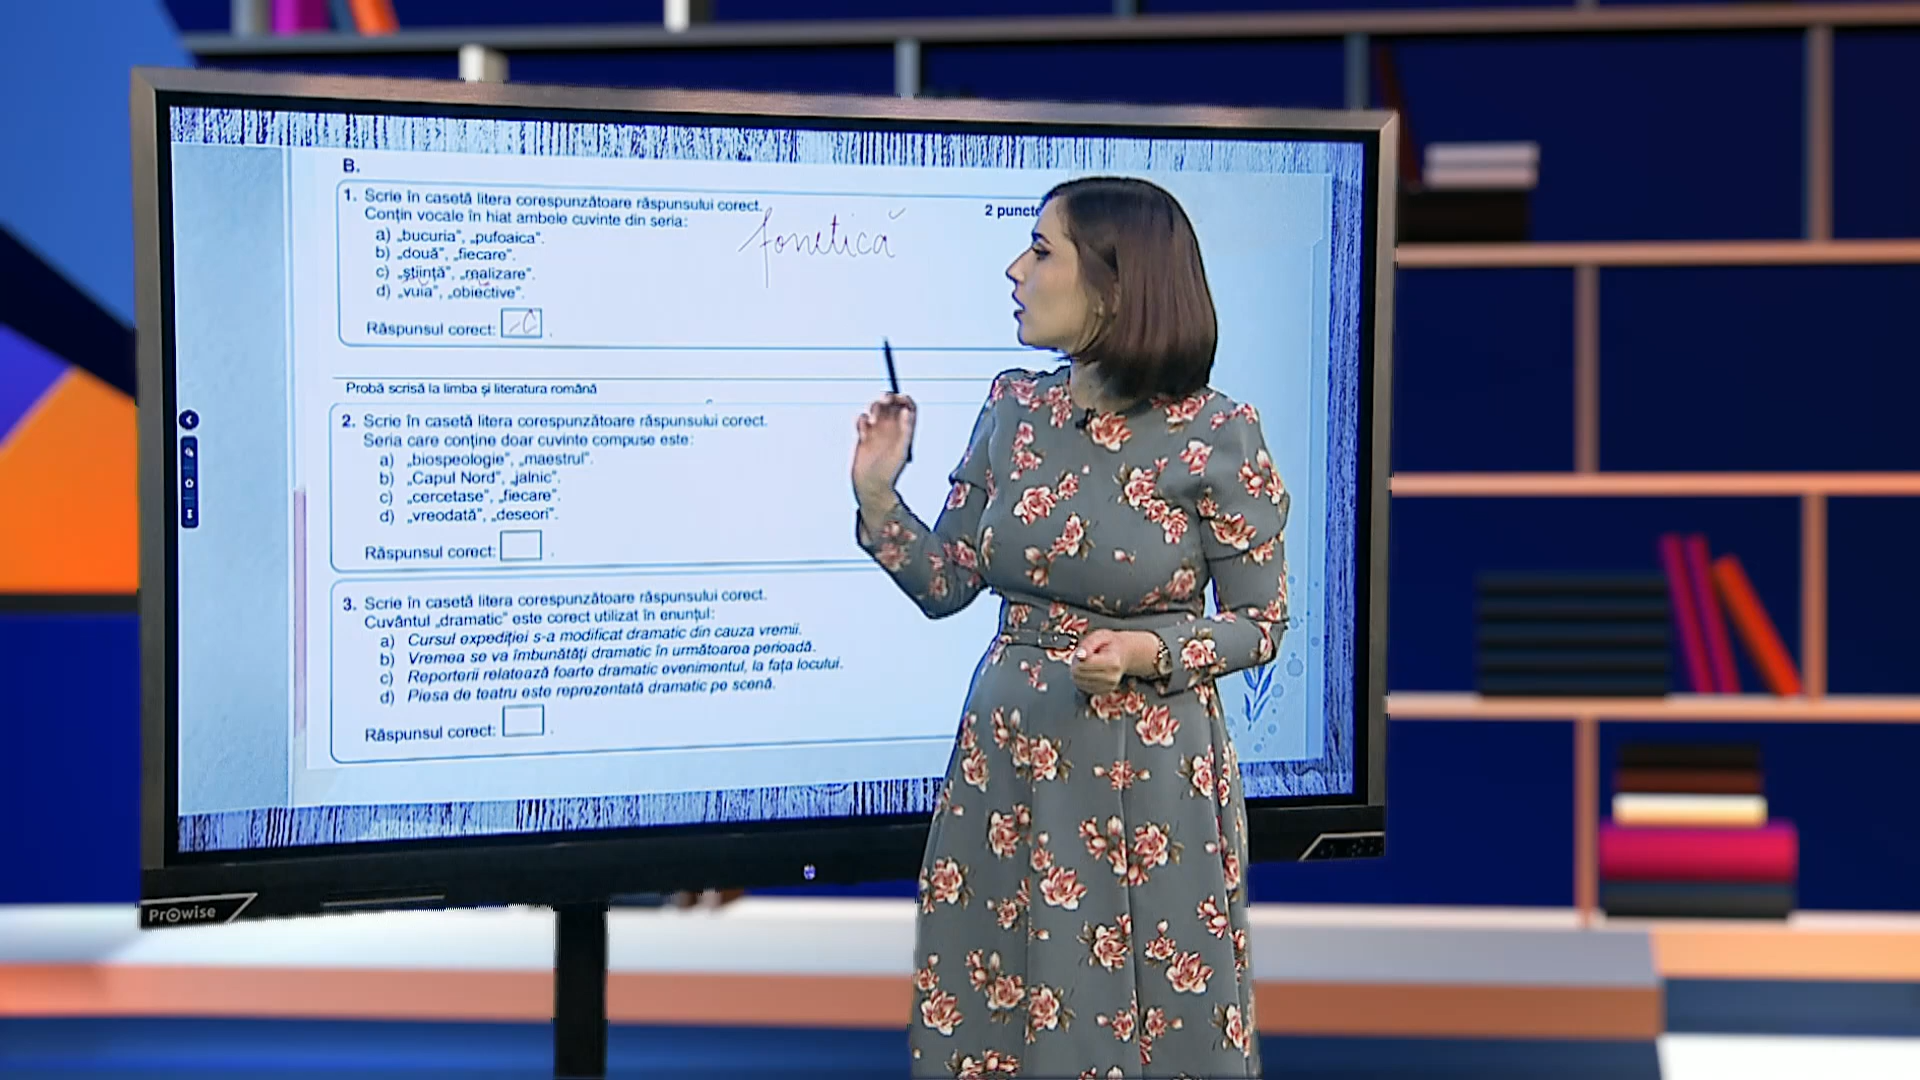 B.
1. Scrie în casetă litera corespunzătoare răspunsului corect.
2 puncte
Conțin vocale în hiat ambele cuvinte din seria:
fonetică
a) „bucuria”, „pufoaica”.
b) „două”, „fiecare”.
c) „știință”, „realizare”.
d) „vuia”, „obiective”.
Răspunsul corect: c .
Probă scrisă la limba și literatura română
2. Scrie în casetă litera corespunzătoare răspunsului corect.
Seria care conține doar cuvinte compuse este:
a) „biospeologie”, „maestrul”.
b) „Capul Nord”, „jalnic”.
c) „cercetase”, „fiecare”.
d) „vreodată”, „deseori”.
Răspunsul corect: .
3. Scrie în casetă litera corespunzătoare răspunsului corect.
Cuvântul „dramatic” este corect utilizat în enunțul:
a) Cursul expediției s-a modificat dramatic din cauza vremii.
b) Vremea se va îmbunătăți dramatic în următoarea perioadă.
c) Reporterii relatează foarte dramatic evenimentul, la fața locului.
d) Piesa de teatru este reprezentată dramatic pe scenă.
Răspunsul corect: .
Prowise